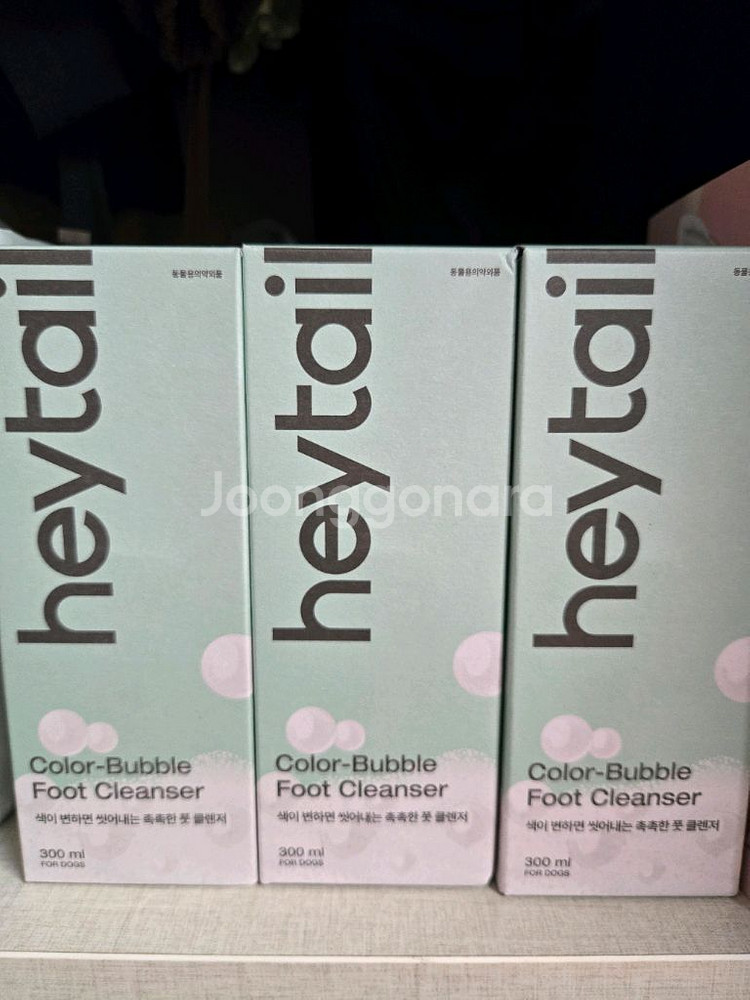 동물용의약외품
heytail
Color-Bubble
Foot Cleanser
색이 변하면 씻어내는 촉촉한 풋 클렌저
300 ml
FOR DOGS
동물용의약외품
heytail
Color-Bubble
Foot Cleanser
색이 변하면 씻어내는 촉촉한 풋 클렌저
300 ml
FOR DOGS
동물용
heytail
Color-Bubble
Foot Cleanser
색이 변하면 씻어내는 촉촉한 풋 클렌저
300 ml
FOR DOGS
Joonggonara